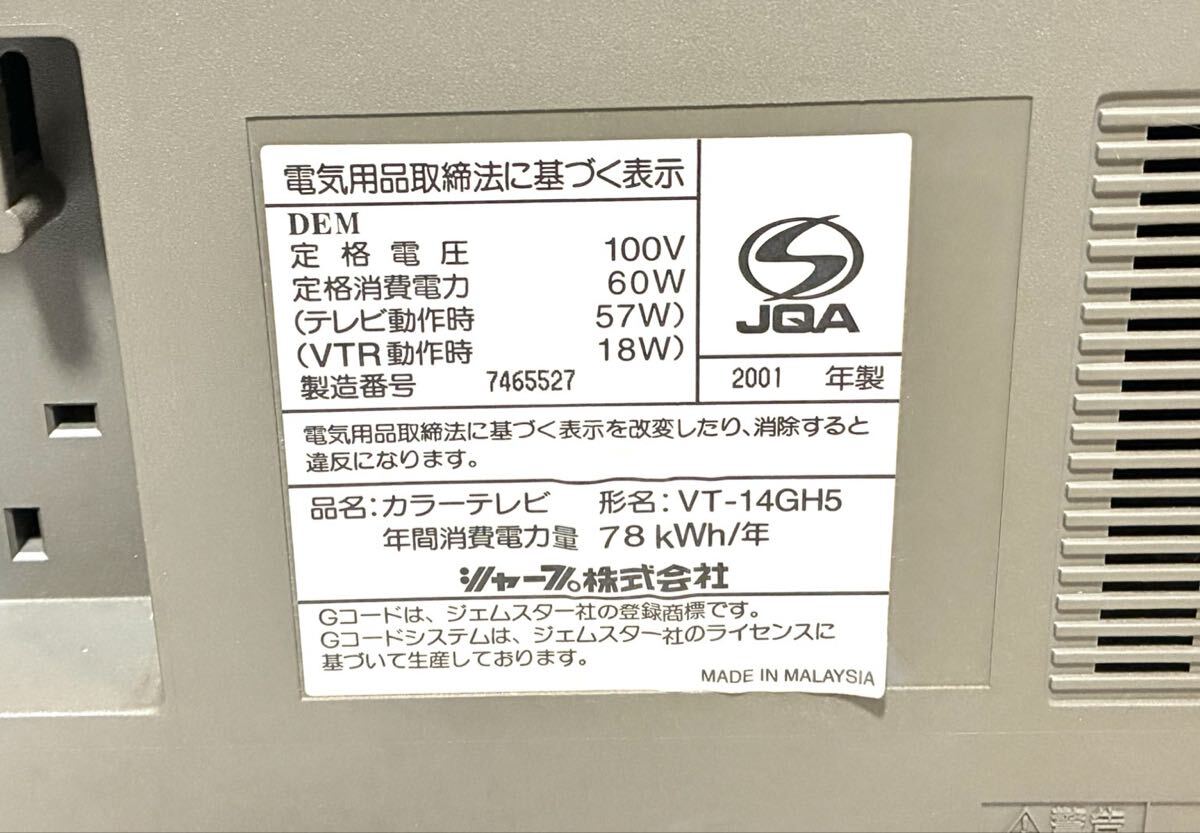 電気用品取締法に基づく表示
DEM
定格電圧 100V
定格消費電力 60W
(テレビ動作時 57W)
(VTR動作時 18W)
製造番号 7465527
JQA
2001 年製
電気用品取締法に基づく表示を改変したり、消除すると
違反になります。
品名:カラーテレビ 形名:VT-14GH5
年間消費電力量 78kWh/年
シャープ株式会社
Gコードは、ジェムスター社の登録商標です。
Gコードシステムは、ジェムスター社のライセンスに
基づいて生産しております。
MADE IN MALAYSIA
警告